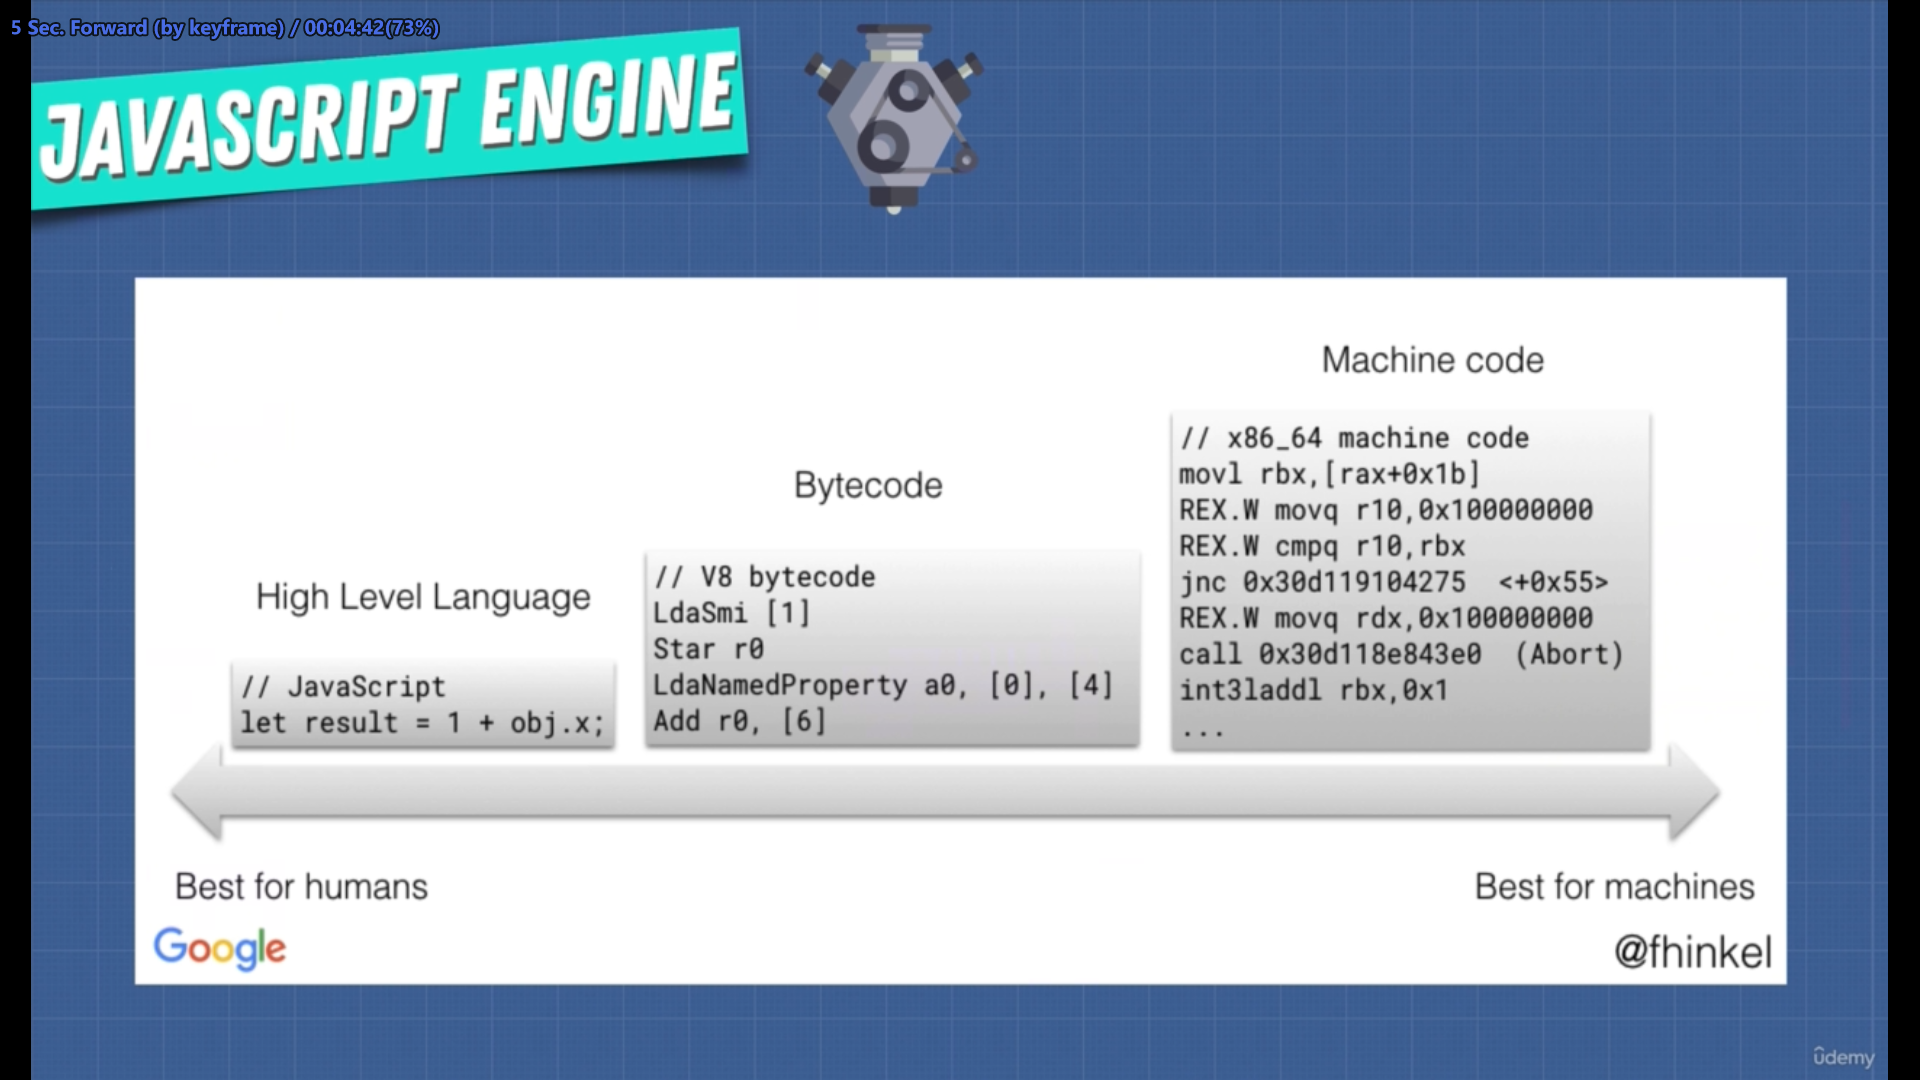 5 Sec. Forward (by keyframe) / 00:04:42(73%)
JAVASCRIPT ENGINE
Machine code
// x86_64 machine code
movl rbx,[rax+0x1b]
REX.W movq r10,0x100000000
REX.W cmpq r10,rbx
jnc 0x30d119104275 <+0x55>
REX.W movq rdx,0x100000000
call 0x30d118e843e0 (Abort)
int3laddl rbx,0x1
...
Bytecode
// V8 bytecode
LdaSmi [1]
Star r0
LdaNamedProperty a0, [0], [4]
Add r0, [6]
High Level Language
// JavaScript
let result = 1 + obj.x;
Best for humans
Best for machines
Google
@fhinkel
ûdemy